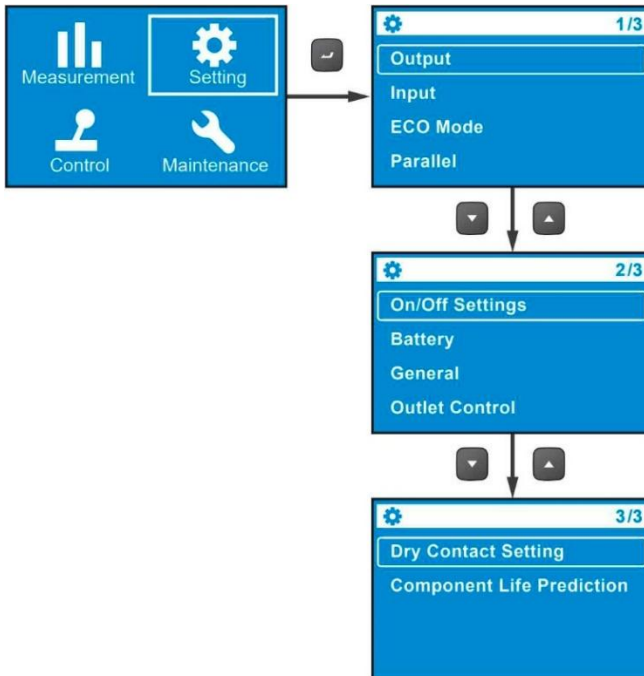 Measurement
Setting
Control
Maintenance
1/3
Output
Input
ECO Mode
Parallel
2/3
On/Off Settings
Battery
General
Outlet Control
3/3
Dry Contact Setting
Component Life Prediction